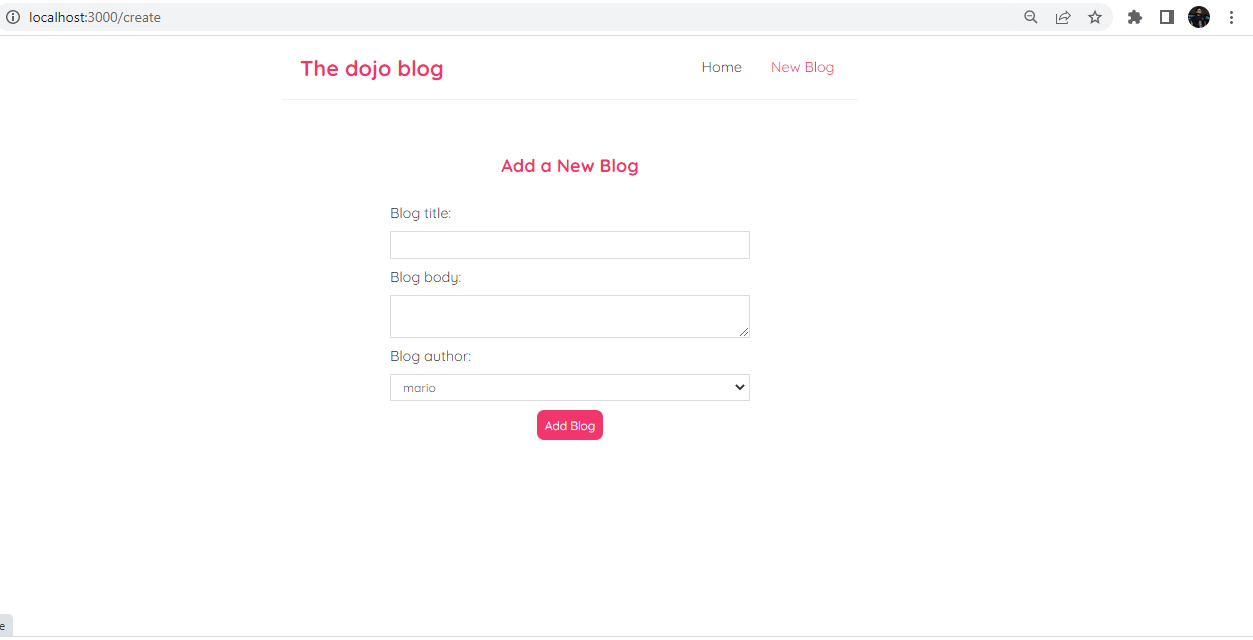 localhost:3000/create
The dojo blog
Home New Blog
Add a New Blog
Blog title:
Blog body:
Blog author:
mario
Add Blog
e